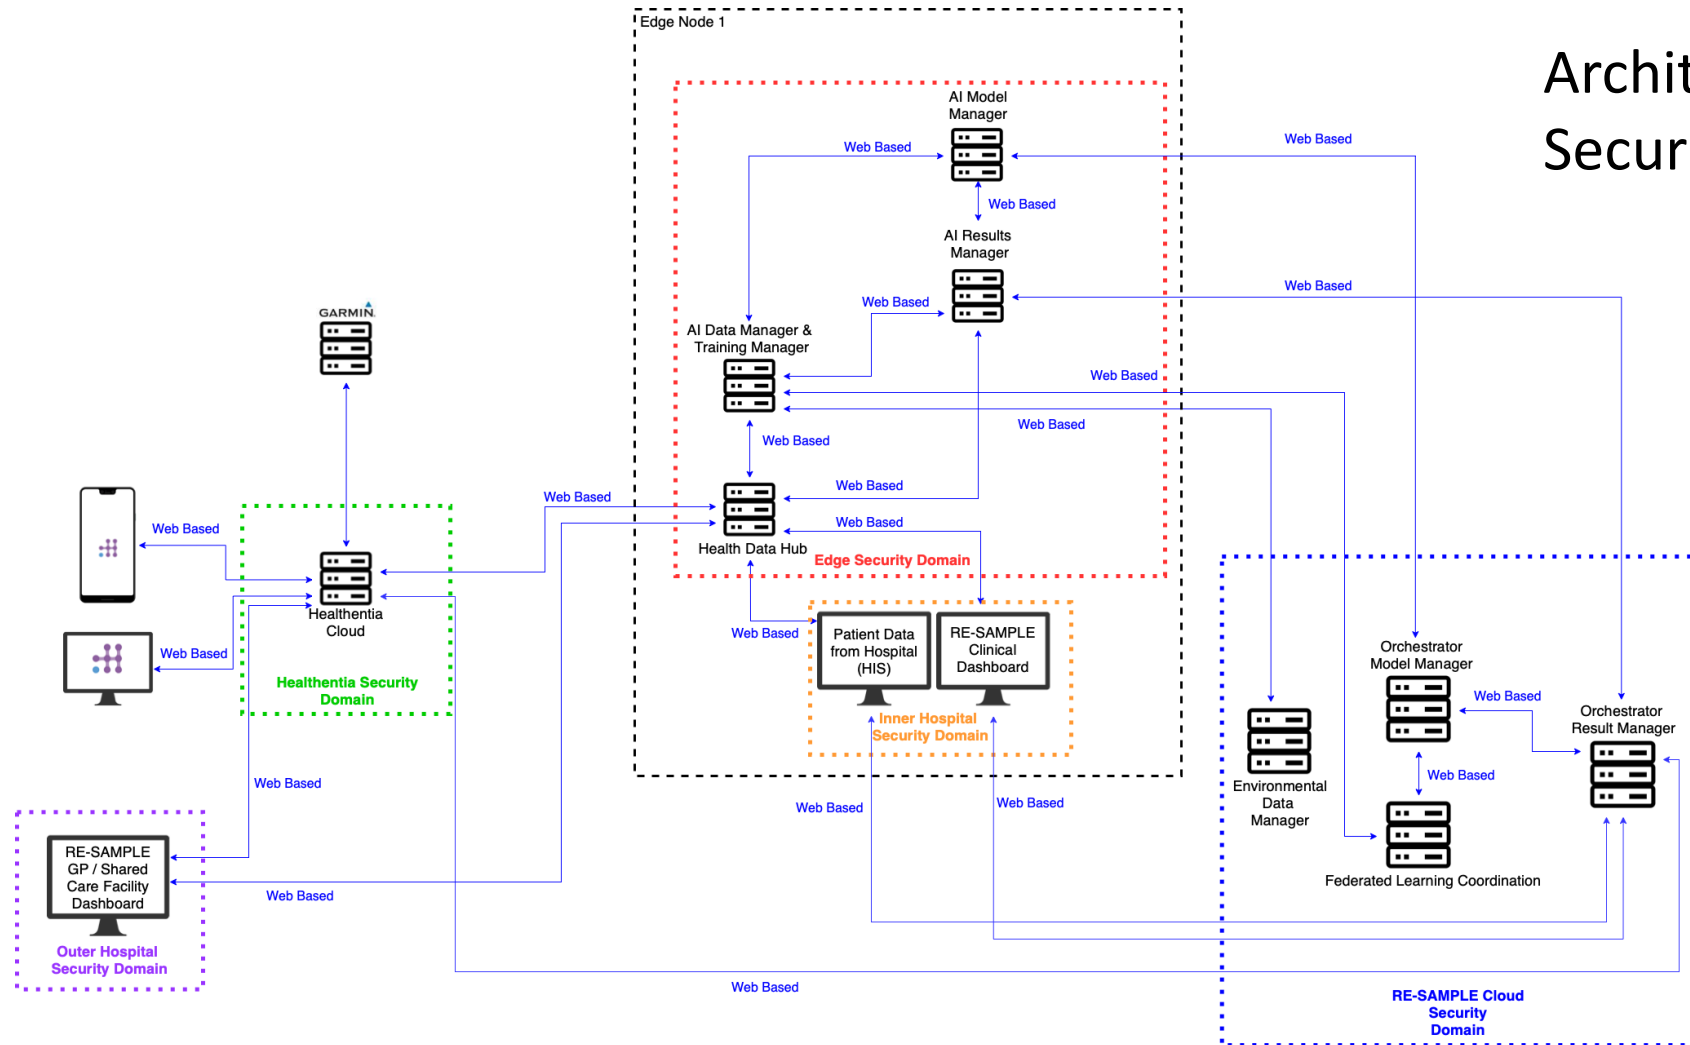 Edge Node 1
Archit
Secur
AI Model
Manager
Web Based
Web Based
Web Based
AI Results
Manager
Web Based
Web Based
GARMIN.
AI Data Manager &
Training Manager
Web Based
Web Based
Web Based
Web Based
Web Based
Web Based
Web Based
Health Data Hub
Edge Security Domain
Healthentia
Cloud
Web Based
Web Based
Healthentia Security
Domain
Patient Data
from Hospital
(HIS)
RE-SAMPLE
Clinical
Dashboard
Inner Hospital
Security Domain
Orchestrator
Model Manager
Web Based
Orchestrator
Result Manager
Web Based
Environmental
Data
Manager
Federated Learning Coordination
Web Based
Web Based
Web Based
RE-SAMPLE
GP / Shared
Care Facility
Dashboard
Web Based
Outer Hospital
Security Domain
Web Based
RE-SAMPLE Cloud
Security
Domain